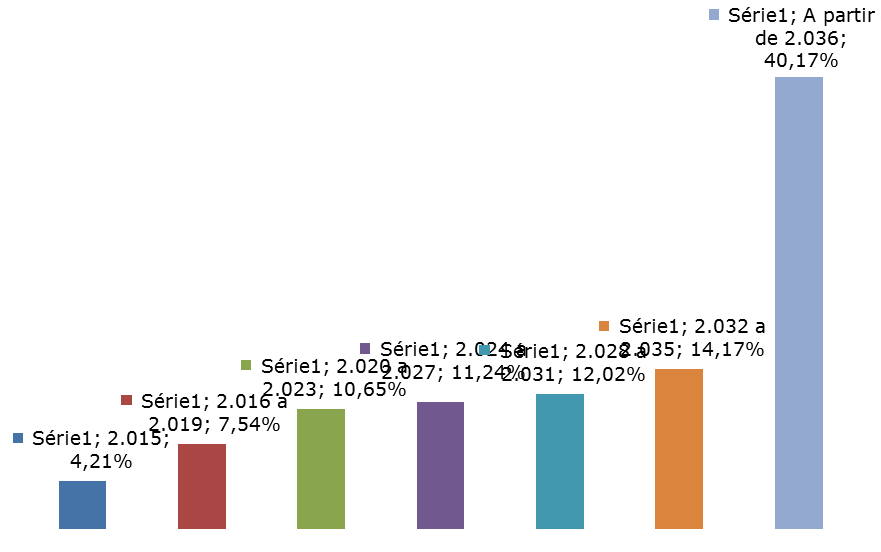 Série1; 2.015;
4,21%
Série1; 2.016 a
2.019; 7,54%
Série1; 2.020 a
2.023; 10,65%
Série1; 2.024 a
2.027; 11,24%
Série1; 2.028 a
2.031; 12,02%
Série1; 2.032 a
2.035; 14,17%
Série1; A partir
de 2.036;
40,17%